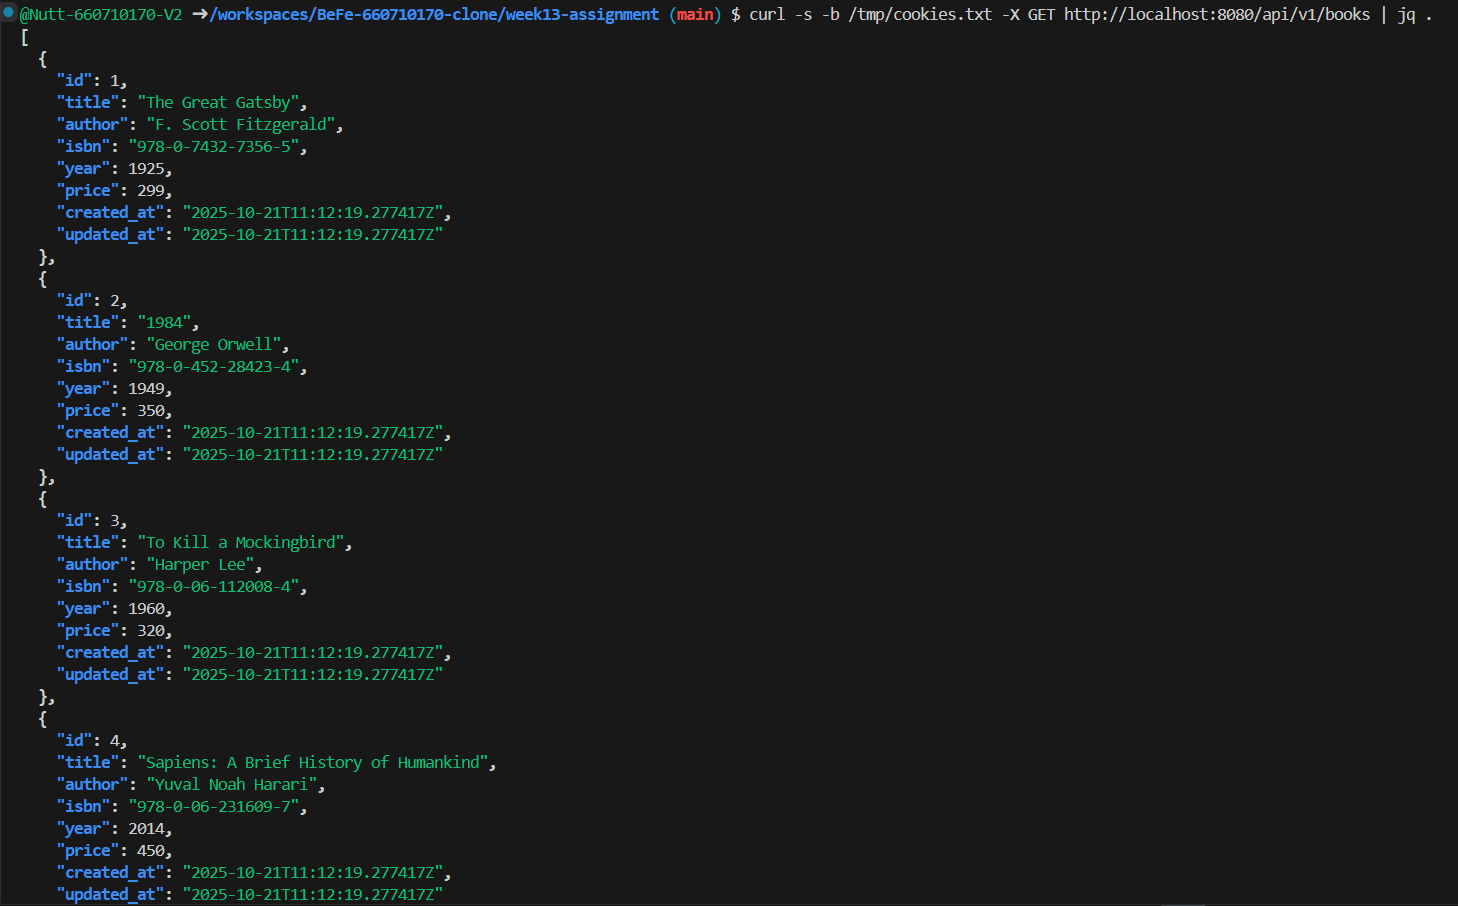 @Nutt-660710170-V2 ➜/workspaces/BeFe-660710170-clone/week13-assignment (main) $ curl -s -b /tmp/cookies.txt -X GET http://localhost:8080/api/v1/books | jq .
[
  {
    "id": 1,
    "title": "The Great Gatsby",
    "author": "F. Scott Fitzgerald",
    "isbn": "978-0-7432-7356-5",
    "year": 1925,
    "price": 299,
    "created_at": "2025-10-21T11:12:19.277417Z",
    "updated_at": "2025-10-21T11:12:19.277417Z"
  },
  {
    "id": 2,
    "title": "1984",
    "author": "George Orwell",
    "isbn": "978-0-452-28423-4",
    "year": 1949,
    "price": 350,
    "created_at": "2025-10-21T11:12:19.277417Z",
    "updated_at": "2025-10-21T11:12:19.277417Z"
  },
  {
    "id": 3,
    "title": "To Kill a Mockingbird",
    "author": "Harper Lee",
    "isbn": "978-0-06-112008-4",
    "year": 1960,
    "price": 320,
    "created_at": "2025-10-21T11:12:19.277417Z",
    "updated_at": "2025-10-21T11:12:19.277417Z"
  },
  {
    "id": 4,
    "title": "Sapiens: A Brief History of Humankind",
    "author": "Yuval Noah Harari",
    "isbn": "978-0-06-231609-7",
    "year": 2014,
    "price": 450,
    "created_at": "2025-10-21T11:12:19.277417Z",
    "updated_at": "2025-10-21T11:12:19.277417Z"